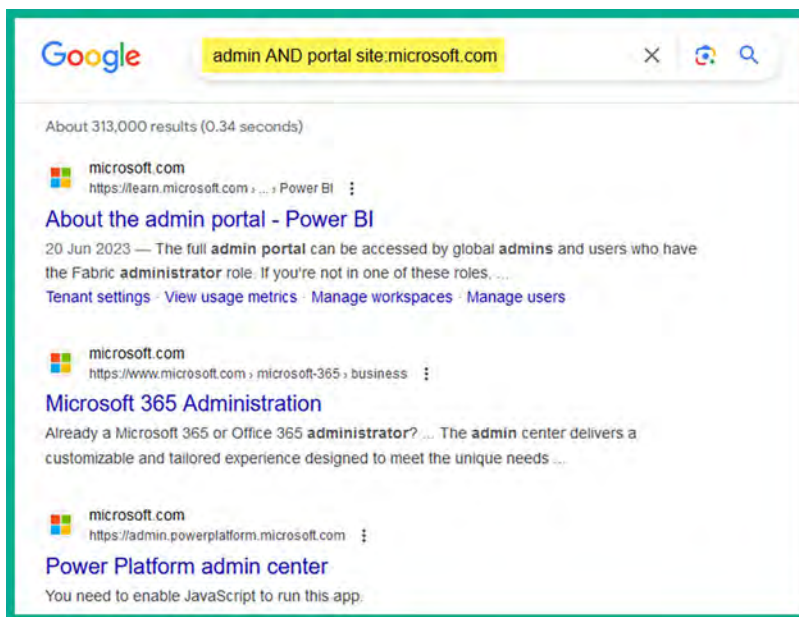 Google
admin AND portal site:microsoft.com
About 313,000 results (0.34 seconds)
microsoft.com
https://learn.microsoft.com › ... › Power BI
About the admin portal - Power BI
20 Jun 2023 — The full admin portal can be accessed by global admins and users who have
the Fabric administrator role. If you're not in one of these roles, ...
Tenant settings · View usage metrics · Manage workspaces · Manage users
microsoft.com
https://www.microsoft.com › microsoft-365 › business
Microsoft 365 Administration
Already a Microsoft 365 or Office 365 administrator? ... The admin center delivers a
customizable and tailored experience designed to meet the unique needs ...
microsoft.com
https://admin.powerplatform.microsoft.com
Power Platform admin center
You need to enable JavaScript to run this app.